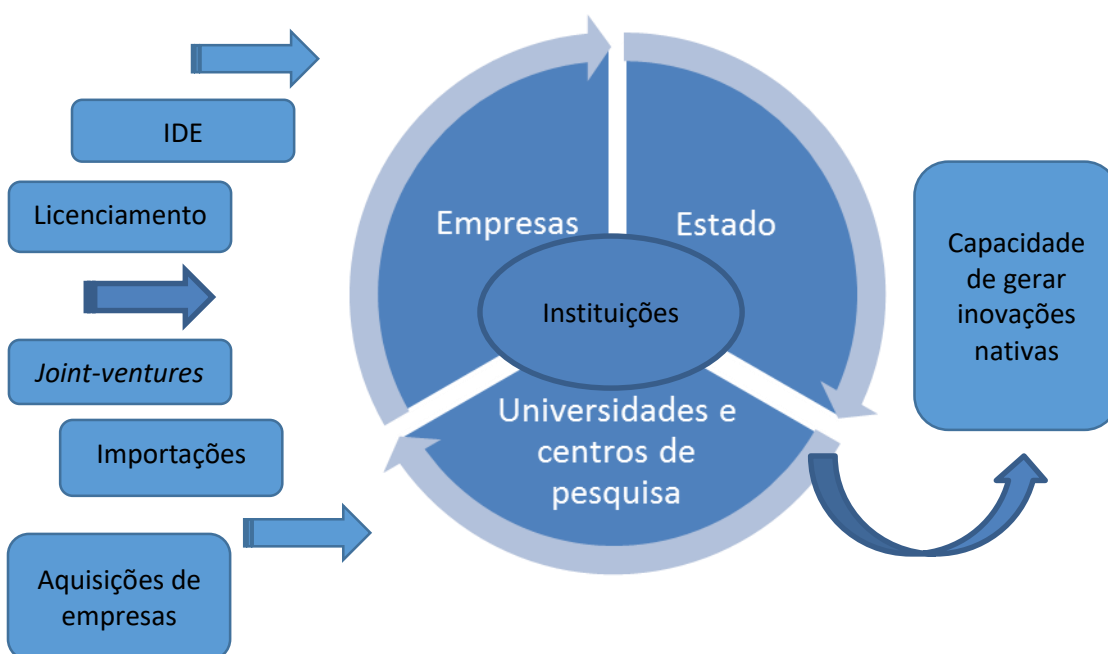 IDE
Licenciamento
Joint-ventures
Importações
Aquisições de
empresas
Empresas
Estado
Instituições
Universidades e
centros de
pesquisa
Capacidade
de gerar
inovações
nativas